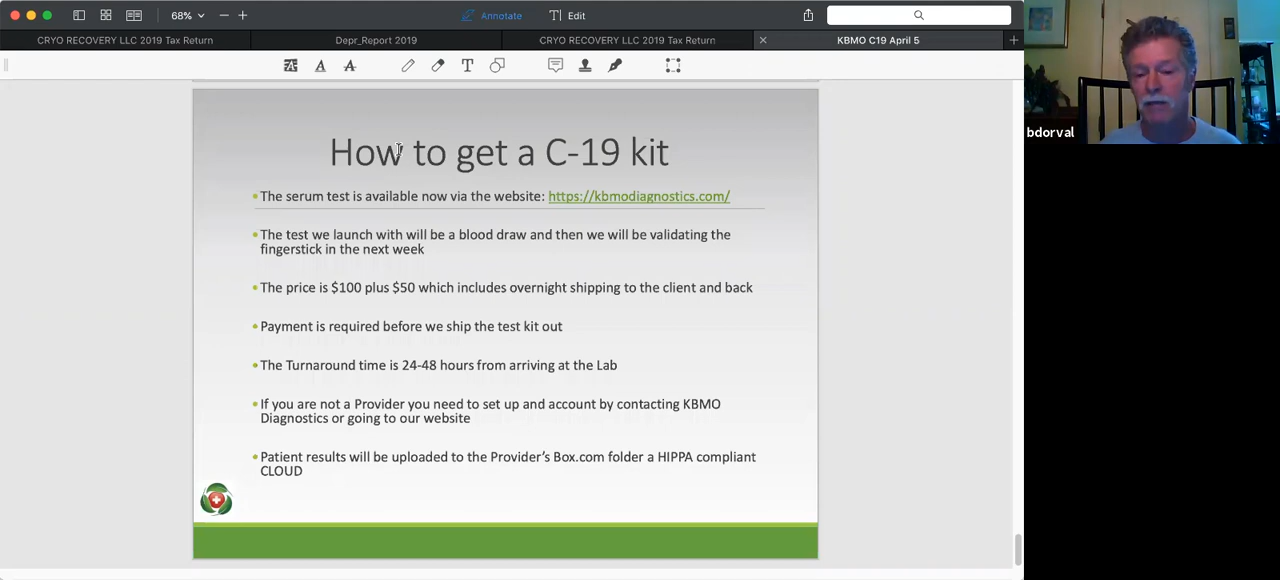 68%
Annotate
Edit
CRYO RECOVERY LLC 2019 Tax Return
Depr_Report 2019
CRYO RECOVERY LLC 2019 Tax Return
KBMO C19 April 5
How to get a C-19 kit
•The serum test is available now via the website: https://kbmodiagnostics.com/
•The test we launch with will be a blood draw and then we will be validating the
fingerstick in the next week
•The price is $100 plus $50 which includes overnight shipping to the client and back
•Payment is required before we ship the test kit out
•The Turnaround time is 24-48 hours from arriving at the Lab
•If you are not a Provider you need to set up and account by contacting KBMO
Diagnostics or going to our website
•Patient results will be uploaded to the Provider's Box.com folder a HIPPA compliant
CLOUD
bdorval